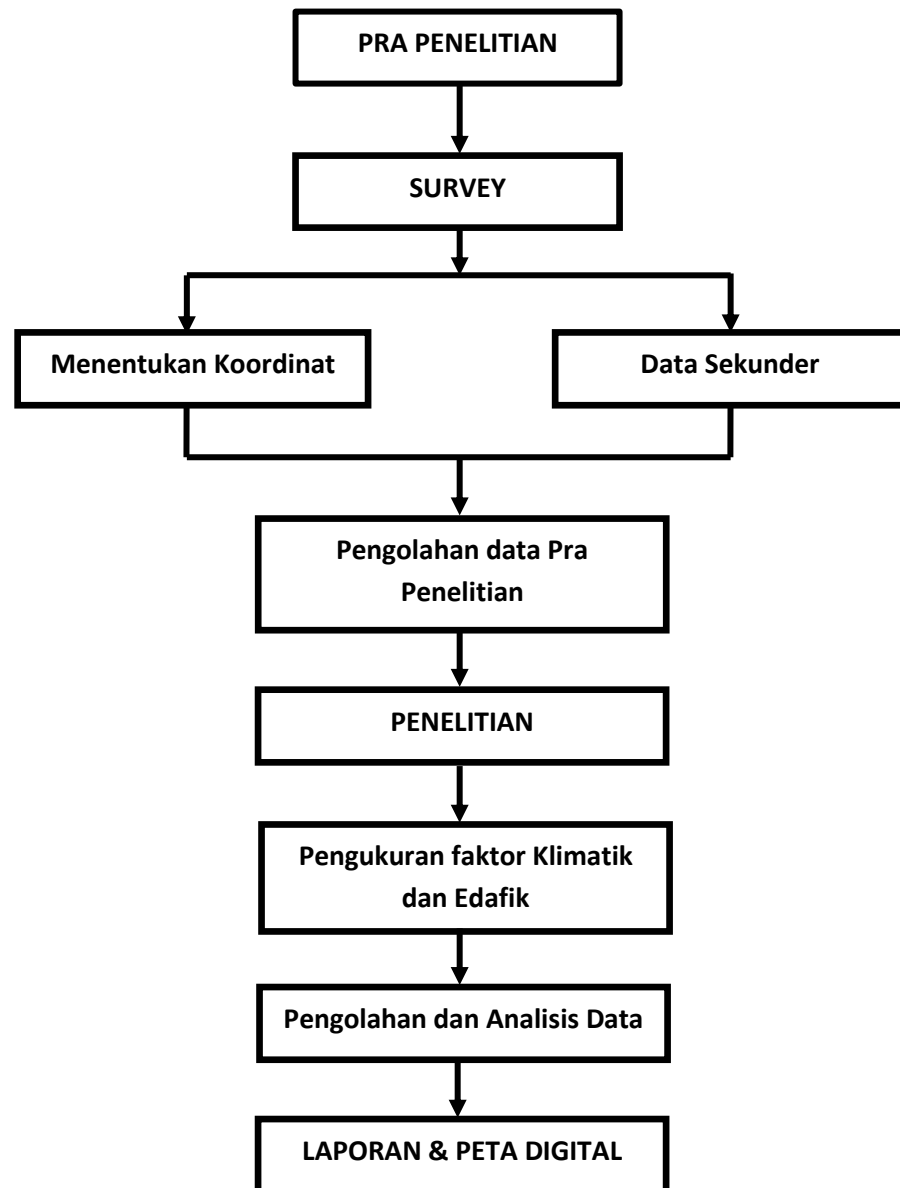 PRA PENELITIAN
SURVEY
Menentukan Koordinat
Data Sekunder
Pengolahan data Pra
Penelitian
PENELITIAN
Pengukuran faktor Klimatik
dan Edafik
Pengolahan dan Analisis Data
LAPORAN & PETA DIGITAL